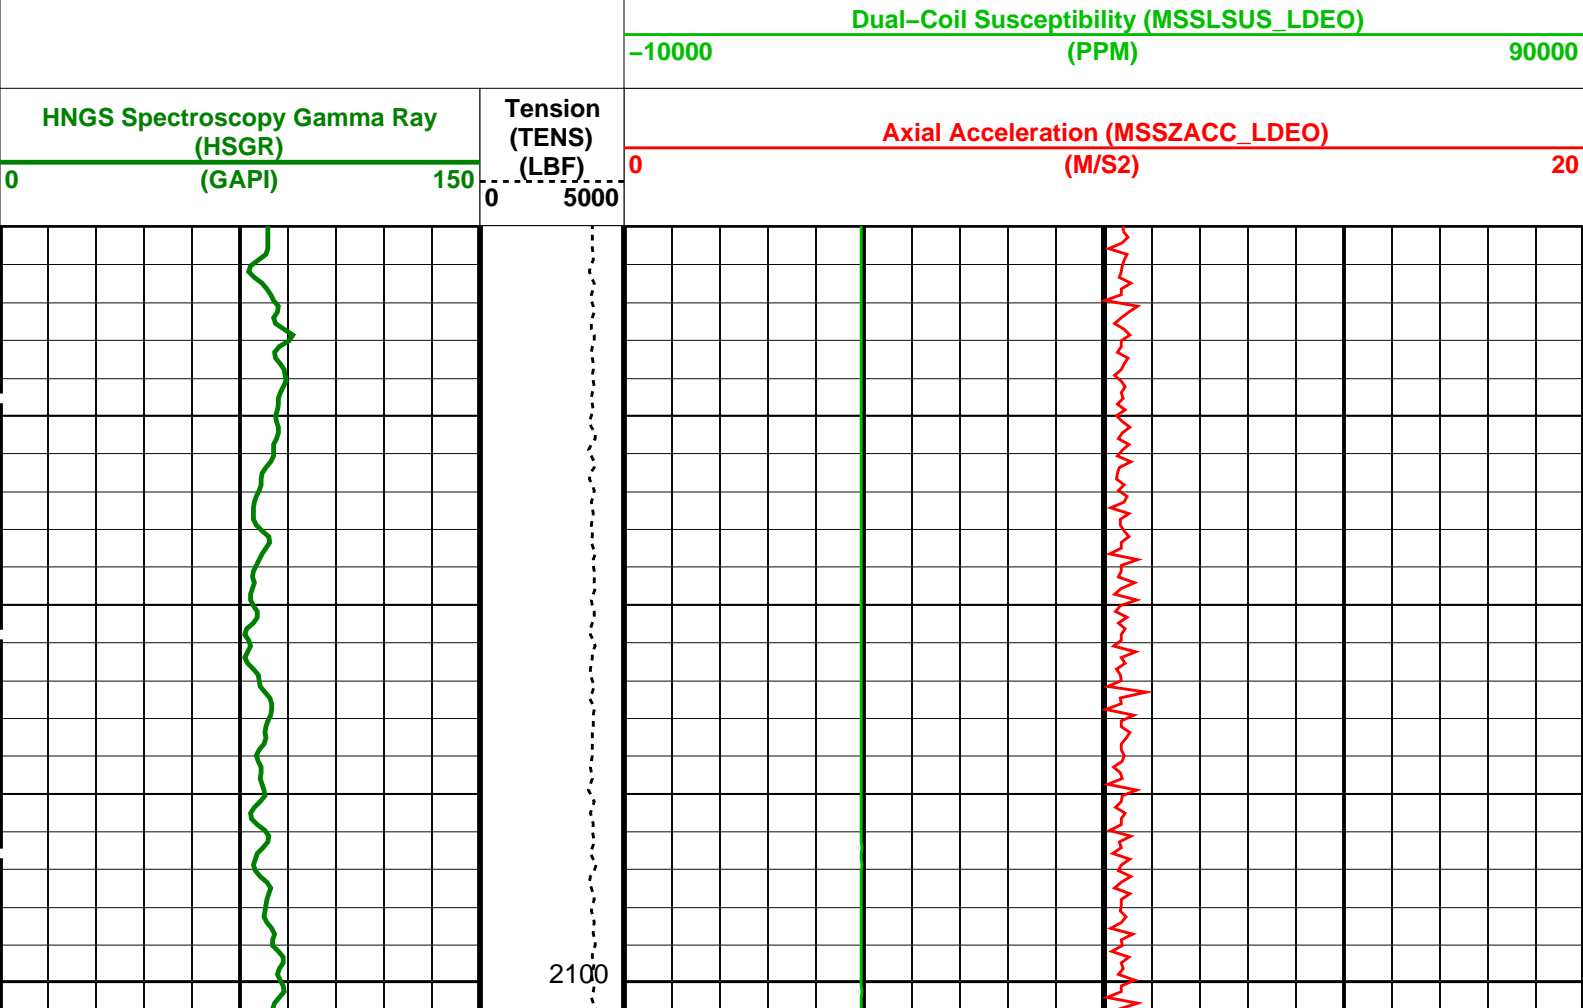 Dual−Coil Susceptibility (MSSLSUS_LDEO)
−10000 (PPM) 90000
HNGS Spectroscopy Gamma Ray
(HSGR)
0 (GAPI) 150
Tension
(TENS)
(LBF)
0 5000
Axial Acceleration (MSSZACC_LDEO)
0 (M/S2) 20
2100